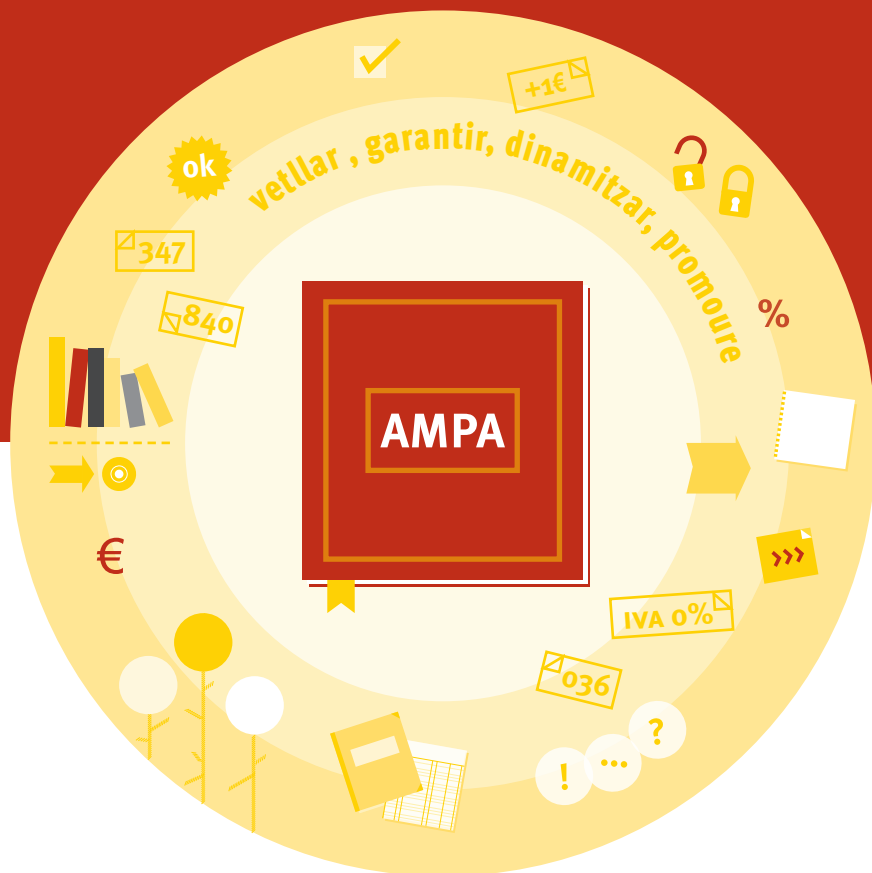 +1€
ok
vetllar , garantir, dinamitzar, promoure
347
840
%
AMPA
€
IVA 0%
036
?
...
!